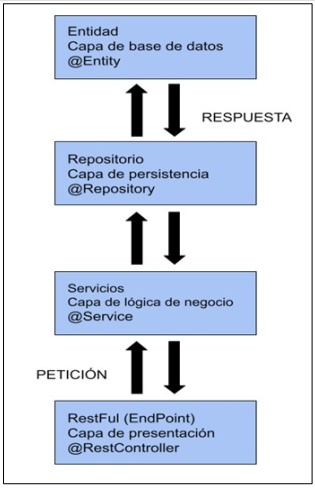 Entidad
Capa de base de datos
@Entity
RESPUESTA
Repositorio
Capa de persistencia
@Repository
Servicios
Capa de lógica de negocio
@Service
PETICIÓN
RestFul (EndPoint)
Capa de presentación
@RestController